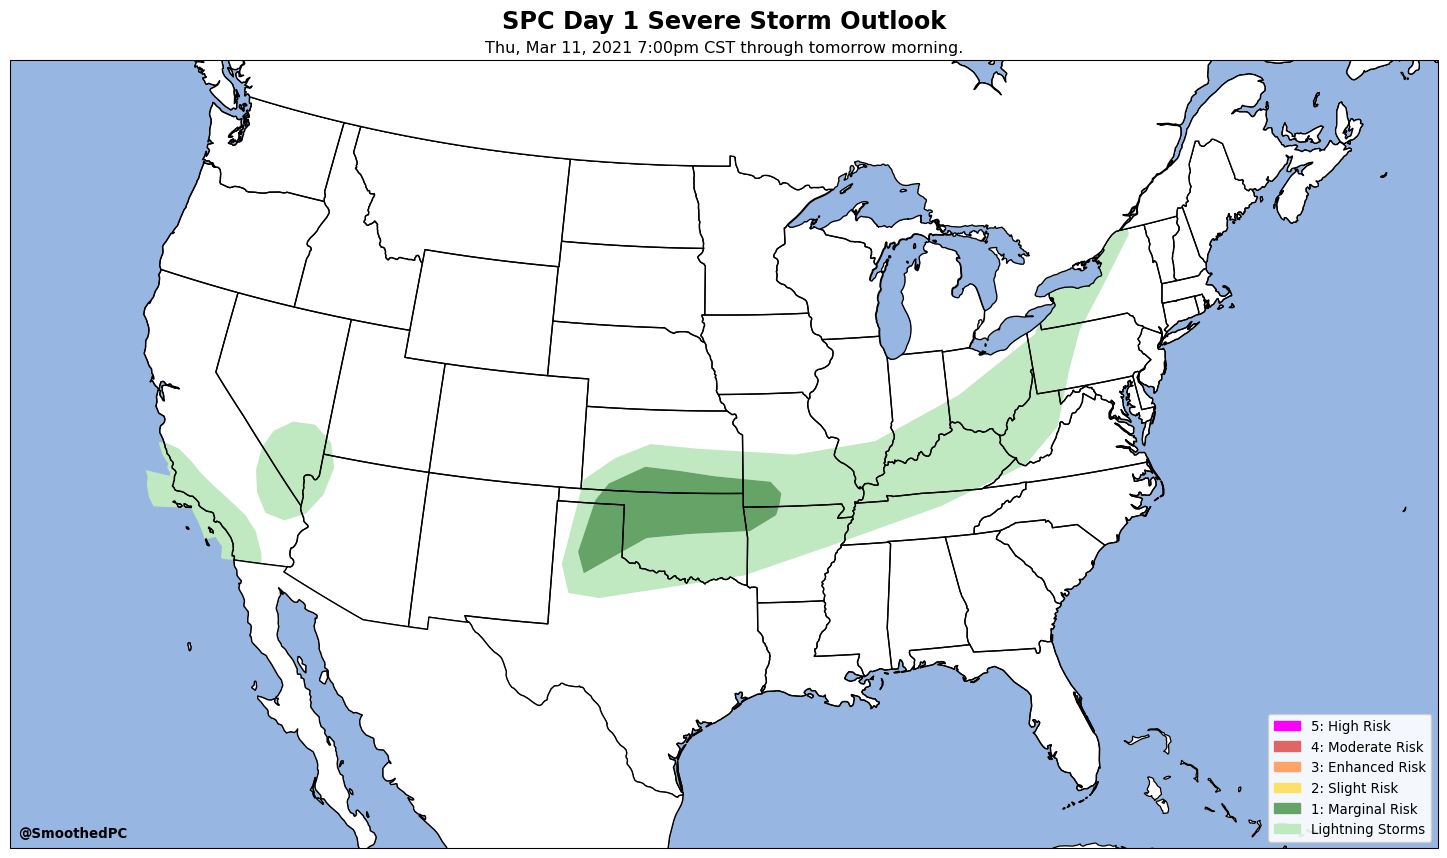 SPC Day 1 Severe Storm Outlook
Thu, Mar 11, 2021 7:00pm CST through tomorrow morning.
5: High Risk
4: Moderate Risk
3: Enhanced Risk
2: Slight Risk
1: Marginal Risk
Lightning Storms
@SmoothedPC